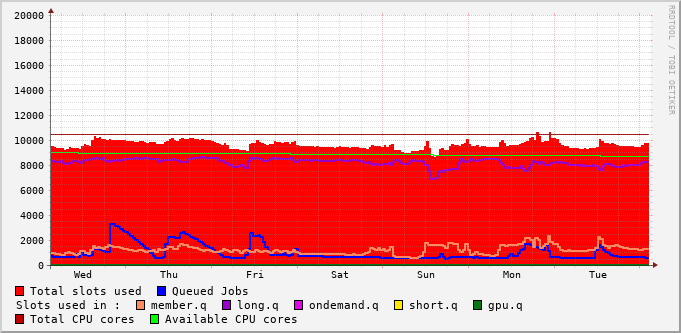 RRDTOOL / TOBI OETIKER
20000
18000
16000
14000
12000
10000
8000
6000
4000
2000
0
Wed Thu Fri Sat Sun Mon Tue
Total slots used Queued Jobs
Slots used in : member.q long.q ondemand.q short.q gpu.q
Total CPU cores Available CPU cores